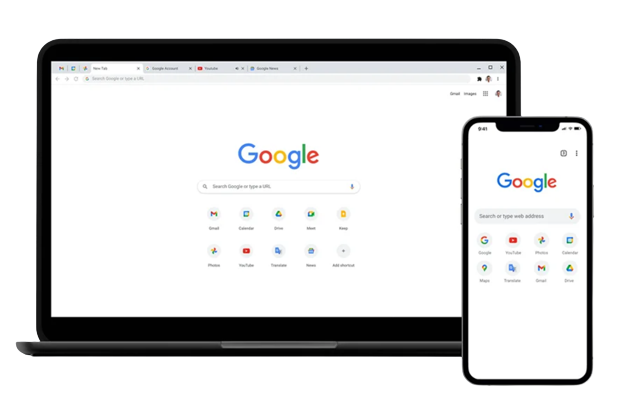 New Tab
Google Account
Youtube
Google News
Search Google or type a URL
Gmail Images
Google
Search Google or type a URL
Gmail Calendar Drive Meet Keep
Photos YouTube Translate News Add shortcut
9:41
Google
Search or type web address
Google YouTube Photos Calendar
Maps Translate Gmail Drive